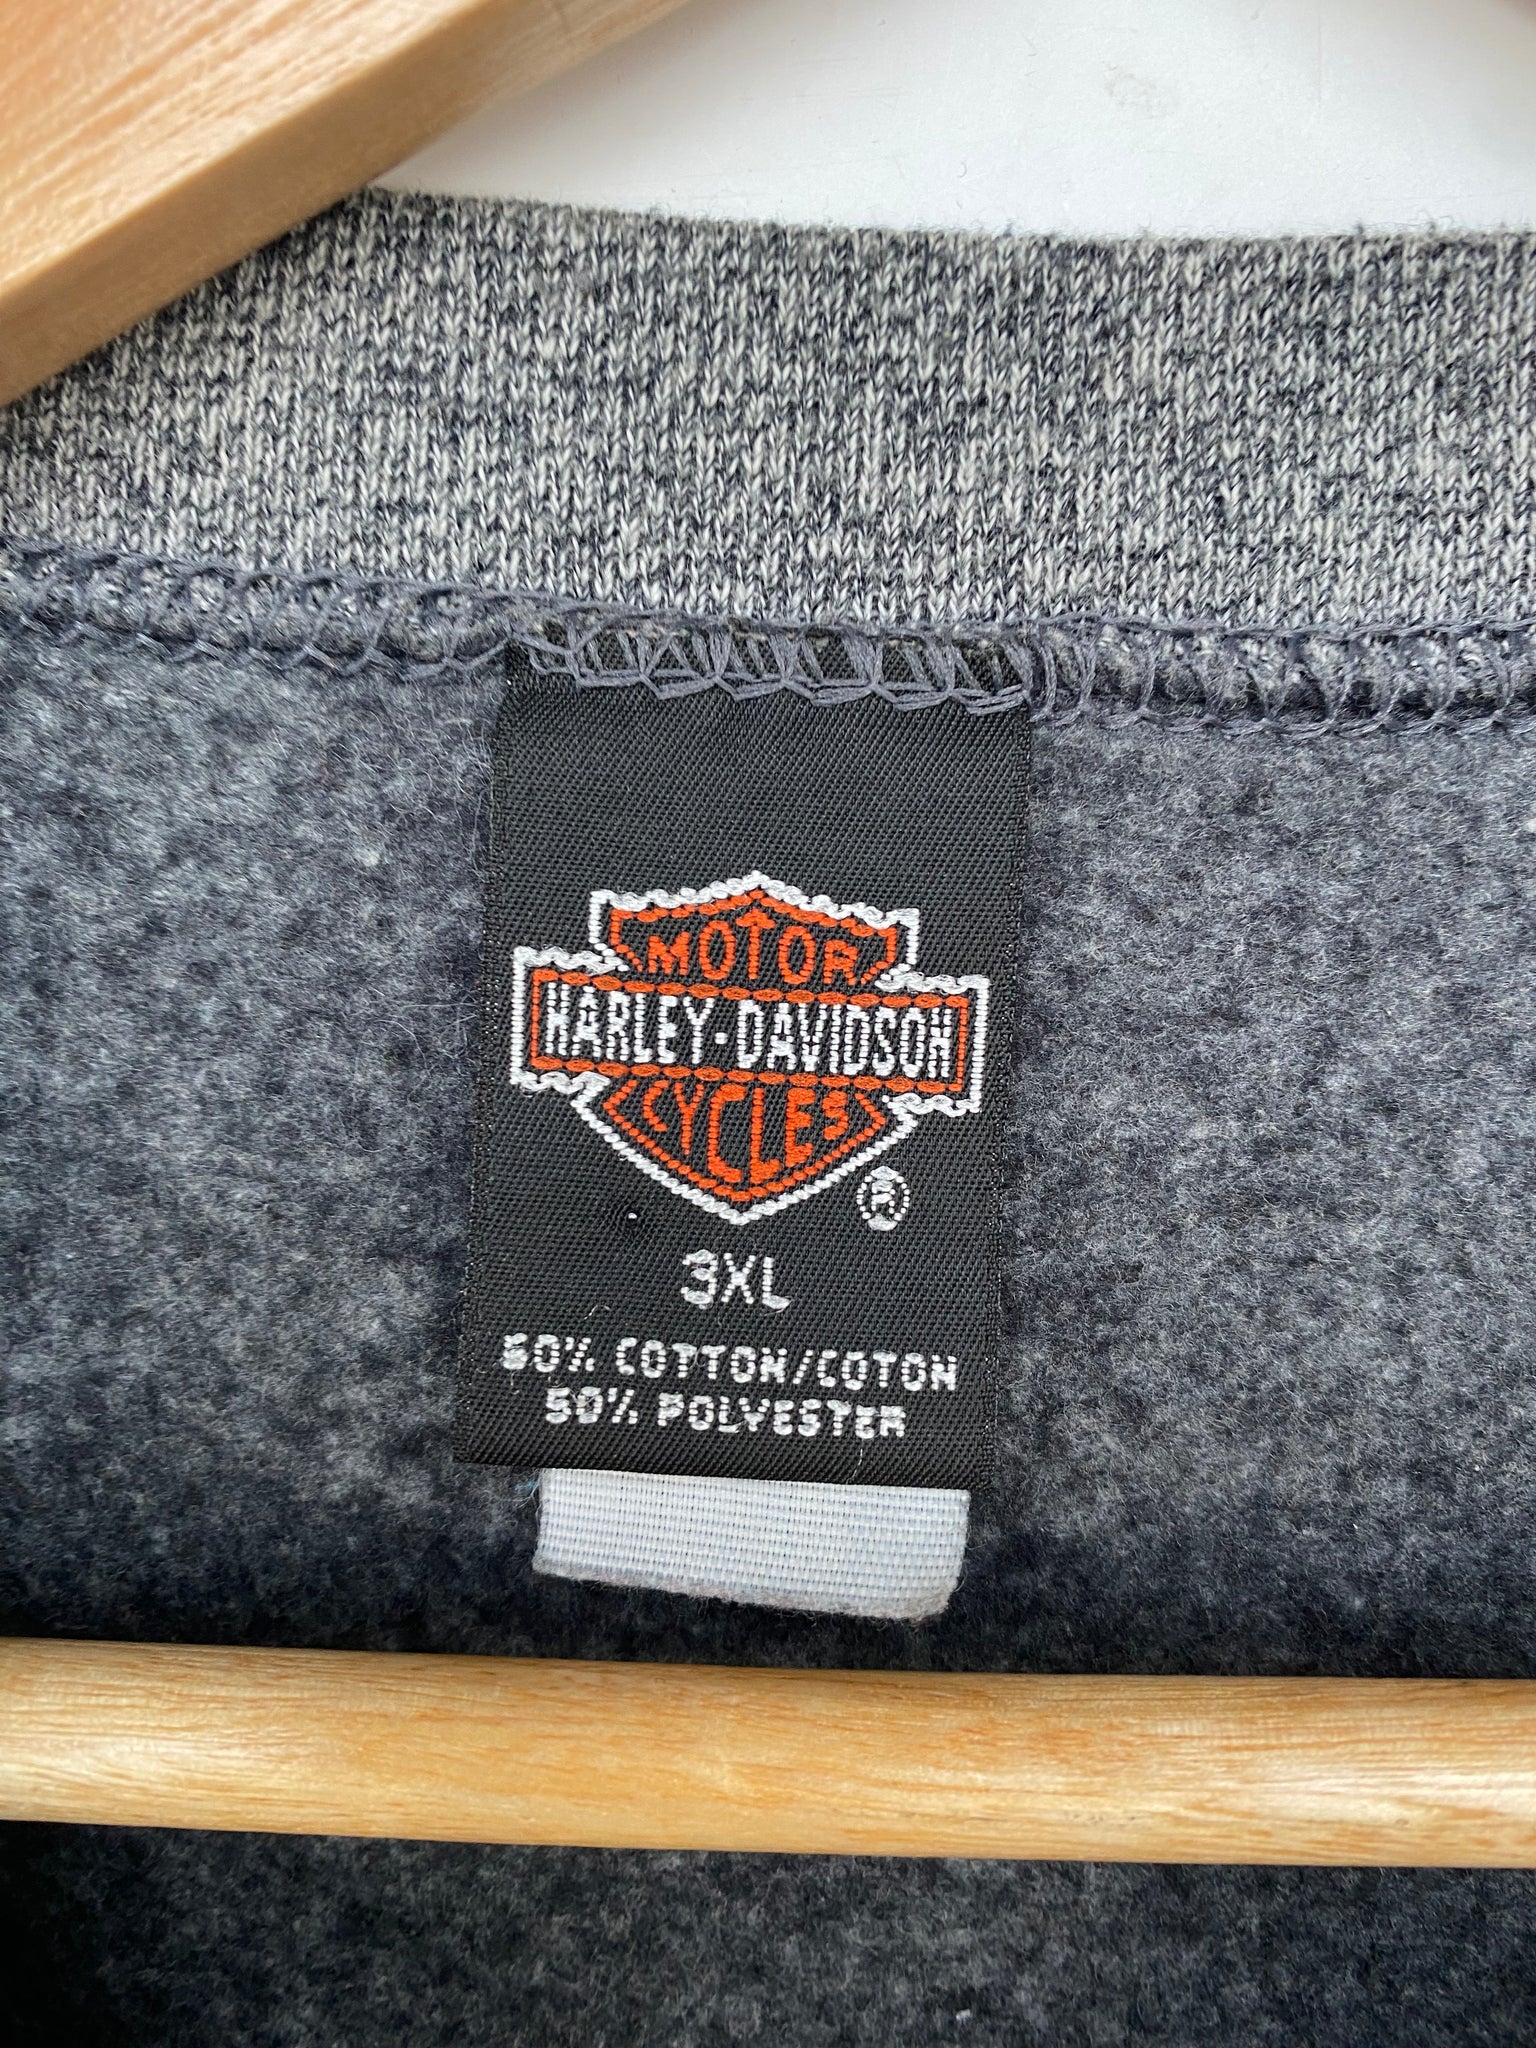 MOTOR
HARLEY-DAVIDSON
CYCLES
®
3XL
50% COTTON/COTON
50% POLYESTER